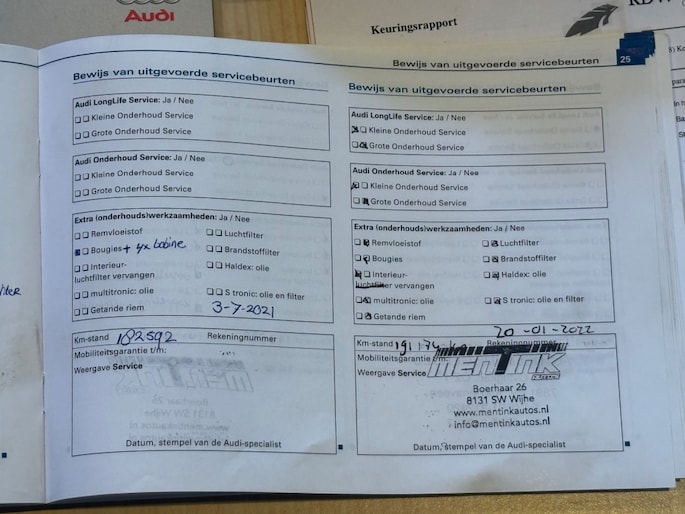 Audi
Keuringsrapport
RDW
Bewijs van uitgevoerde servicebeurten
25
Bewijs van uitgevoerde servicebeurten
Audi LongLife Service: Ja / Nee
Kleine Onderhoud Service
Grote Onderhoud Service
Audi Onderhoud Service: Ja / Nee
Kleine Onderhoud Service
Grote Onderhoud Service
Extra (onderhouds)werkzaamheden: Ja / Nee
Remvloeistof
Luchtfilter
Bougies + 4x bobine
Brandstoffilter
Interieur-
Haldex: olie
luchtfilter vervangen
multitronic: olie
S tronic: olie en filter
Getande riem
3-7-2021
Km-stand 182592 Rekeningnummer
Mobiliteitsgarantie t/m:
Weergave Service
Datum, stempel van de Audi-specialist
Bewijs van uitgevoerde servicebeurten
Audi LongLife Service: Ja / Nee
Kleine Onderhoud Service
Grote Onderhoud Service
Audi Onderhoud Service: Ja / Nee
Kleine Onderhoud Service
Grote Onderhoud Service
Extra (onderhouds)werkzaamheden: Ja / Nee
Remvloeistof
Luchtfilter
Bougies
Brandstoffilter
Interieur-
Haldex: olie
luchtfilter vervangen
multitronic: olie
S tronic: olie en filter
Getande riem
20-01-2022
Km-stand 191174 km Rekeningnummer
Mobiliteitsgarantie t/m:
Weergave Service
MENTINK
Boerhaar 26
8131 SW Wijhe
www.mentinkautos.nl
info@mentinkautos.nl
Datum, stempel van de Audi-specialist